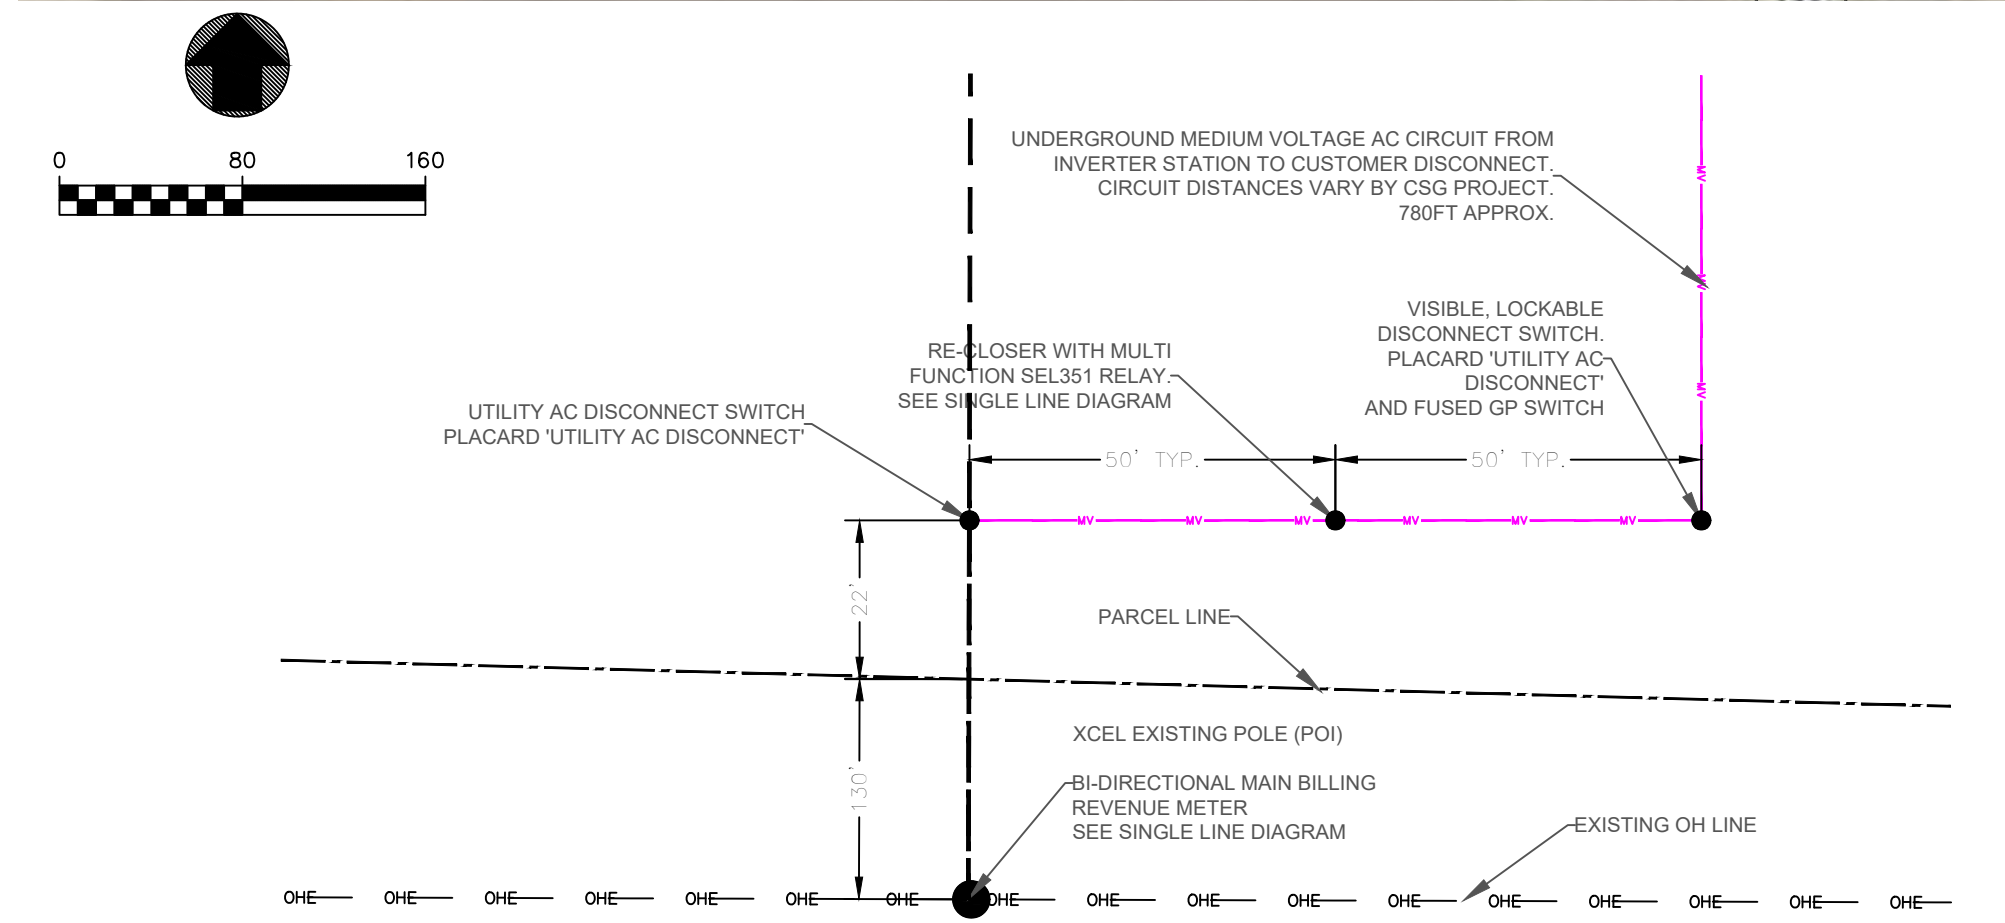 0 80 160
UNDERGROUND MEDIUM VOLTAGE AC CIRCUIT FROM
INVERTER STATION TO CUSTOMER DISCONNECT.
CIRCUIT DISTANCES VARY BY CSG PROJECT.
780FT APPROX.
MV
MV
MV
VISIBLE, LOCKABLE
DISCONNECT SWITCH.
PLACARD 'UTILITY AC
DISCONNECT'
AND FUSED GP SWITCH
RE-CLOSER WITH MULTI
FUNCTION SEL351 RELAY.
SEE SINGLE LINE DIAGRAM
UTILITY AC DISCONNECT SWITCH
PLACARD 'UTILITY AC DISCONNECT'
50' TYP. 50' TYP.
MV MV MV MV MV MV
22'
PARCEL LINE
130'
XCEL EXISTING POLE (POI)
BI-DIRECTIONAL MAIN BILLING
REVENUE METER
SEE SINGLE LINE DIAGRAM
EXISTING OH LINE
OHE OHE OHE OHE OHE OHE OHE OHE OHE OHE OHE OHE OHE OHE OHE OHE OHE